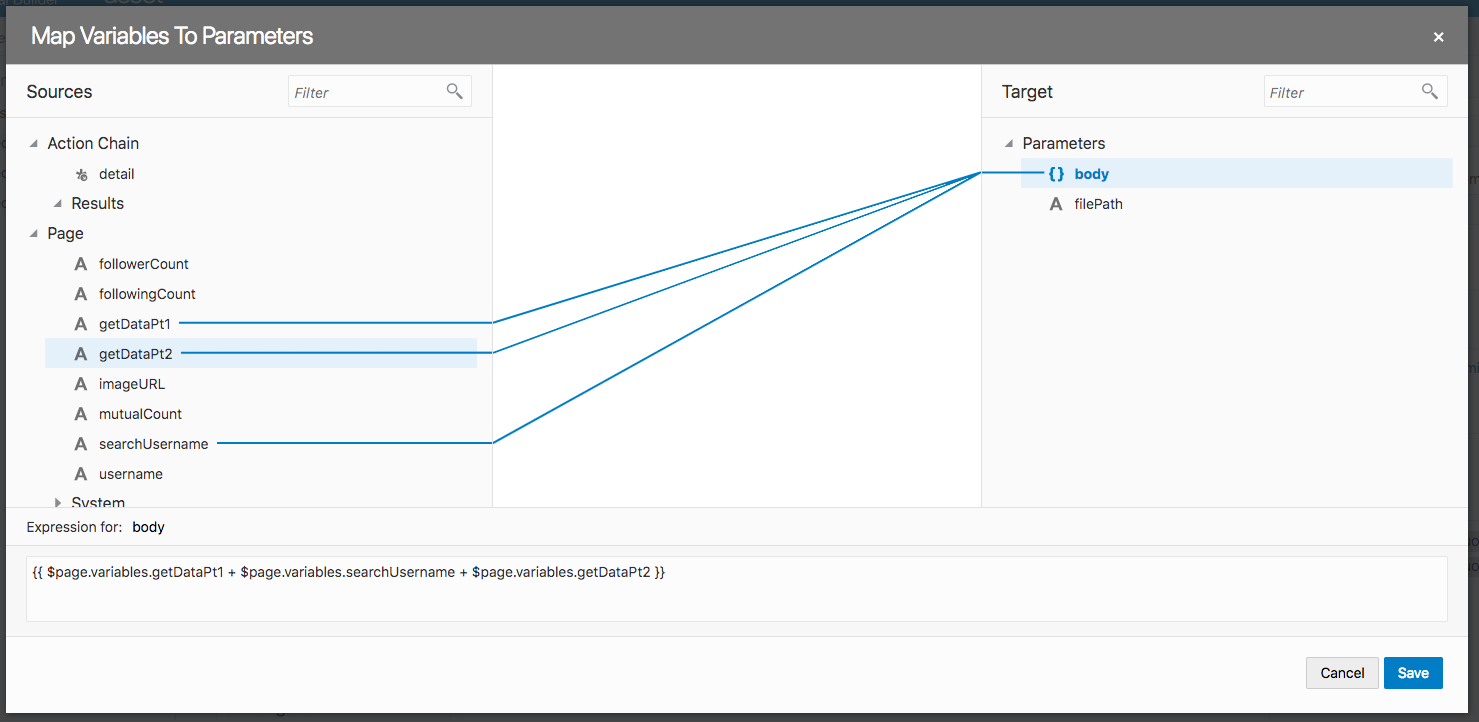 Map Variables To Parameters
Sources
Filter
Target
Filter
Action Chain
detail
Results
Page
followerCount
followingCount
getDataPt1
getDataPt2
imageURL
mutualCount
searchUsername
username
System
Parameters
body
filePath
Expression for: body
{{ $page.variables.getDataPt1 + $page.variables.searchUsername + $page.variables.getDataPt2 }}
Cancel
Save